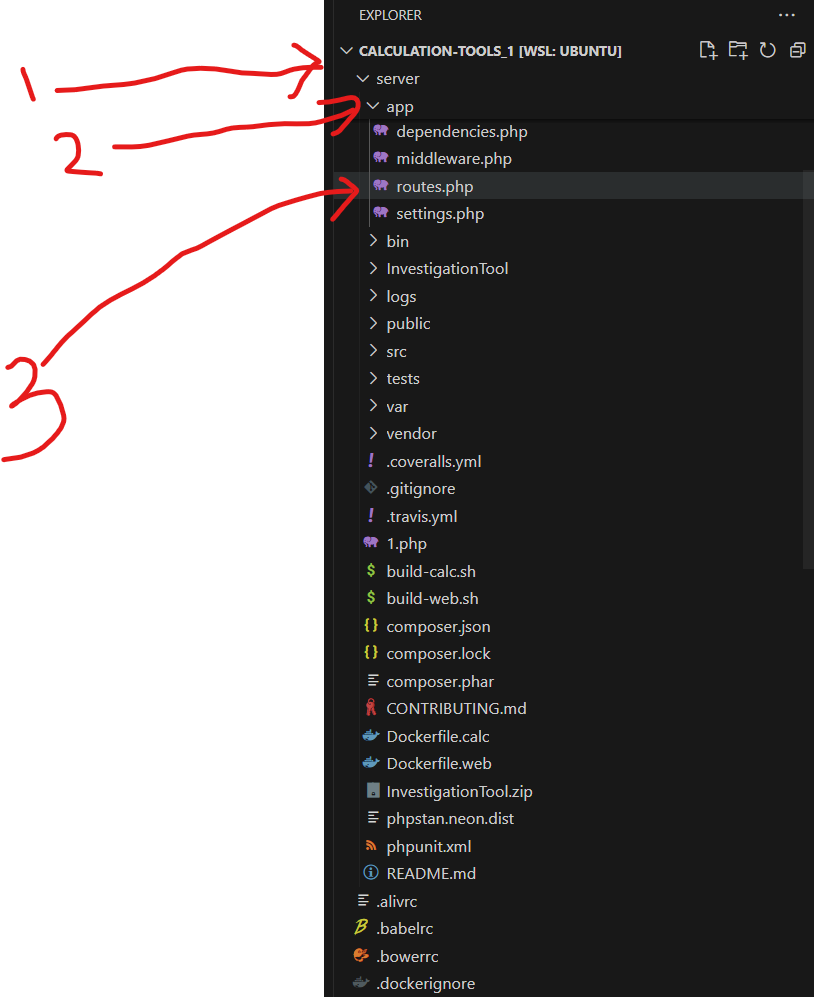 EXPLORER
CALCULATION-TOOLS_1 [WSL: UBUNTU]
1
server
2
app
dependencies.php
middleware.php
routes.php
settings.php
bin
InvestigationTool
logs
public
src
3
tests
var
vendor
.coveralls.yml
.gitignore
.travis.yml
1.php
build-calc.sh
build-web.sh
composer.json
composer.lock
composer.phar
CONTRIBUTING.md
Dockerfile.calc
Dockerfile.web
InvestigationTool.zip
phpstan.neon.dist
phpunit.xml
README.md
.alivrc
.babelrc
.bowerrc
.dockerignore